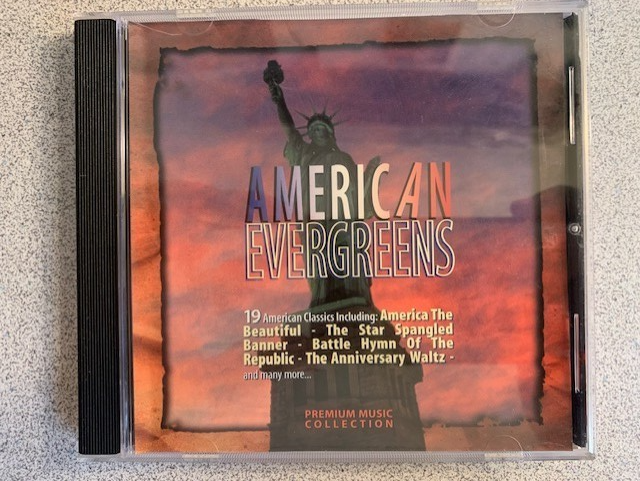 AMERICAN
EVERGREENS
19 American Classics Including: America The
Beautiful - The Star Spangled
Banner - Battle Hymn Of The
Republic - The Anniversary Waltz -
and many more...
PREMIUM MUSIC
COLLECTION